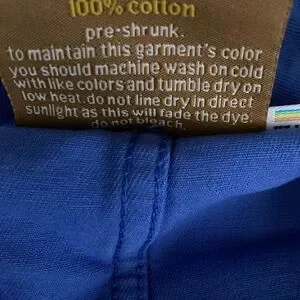 100% cotton
pre-shrunk.
to maintain this garment's color
you should machine wash on cold
with like colors and tumble dry on
low heat. do not line dry in direct
sunlight as this will fade the dye.
do not bleach.